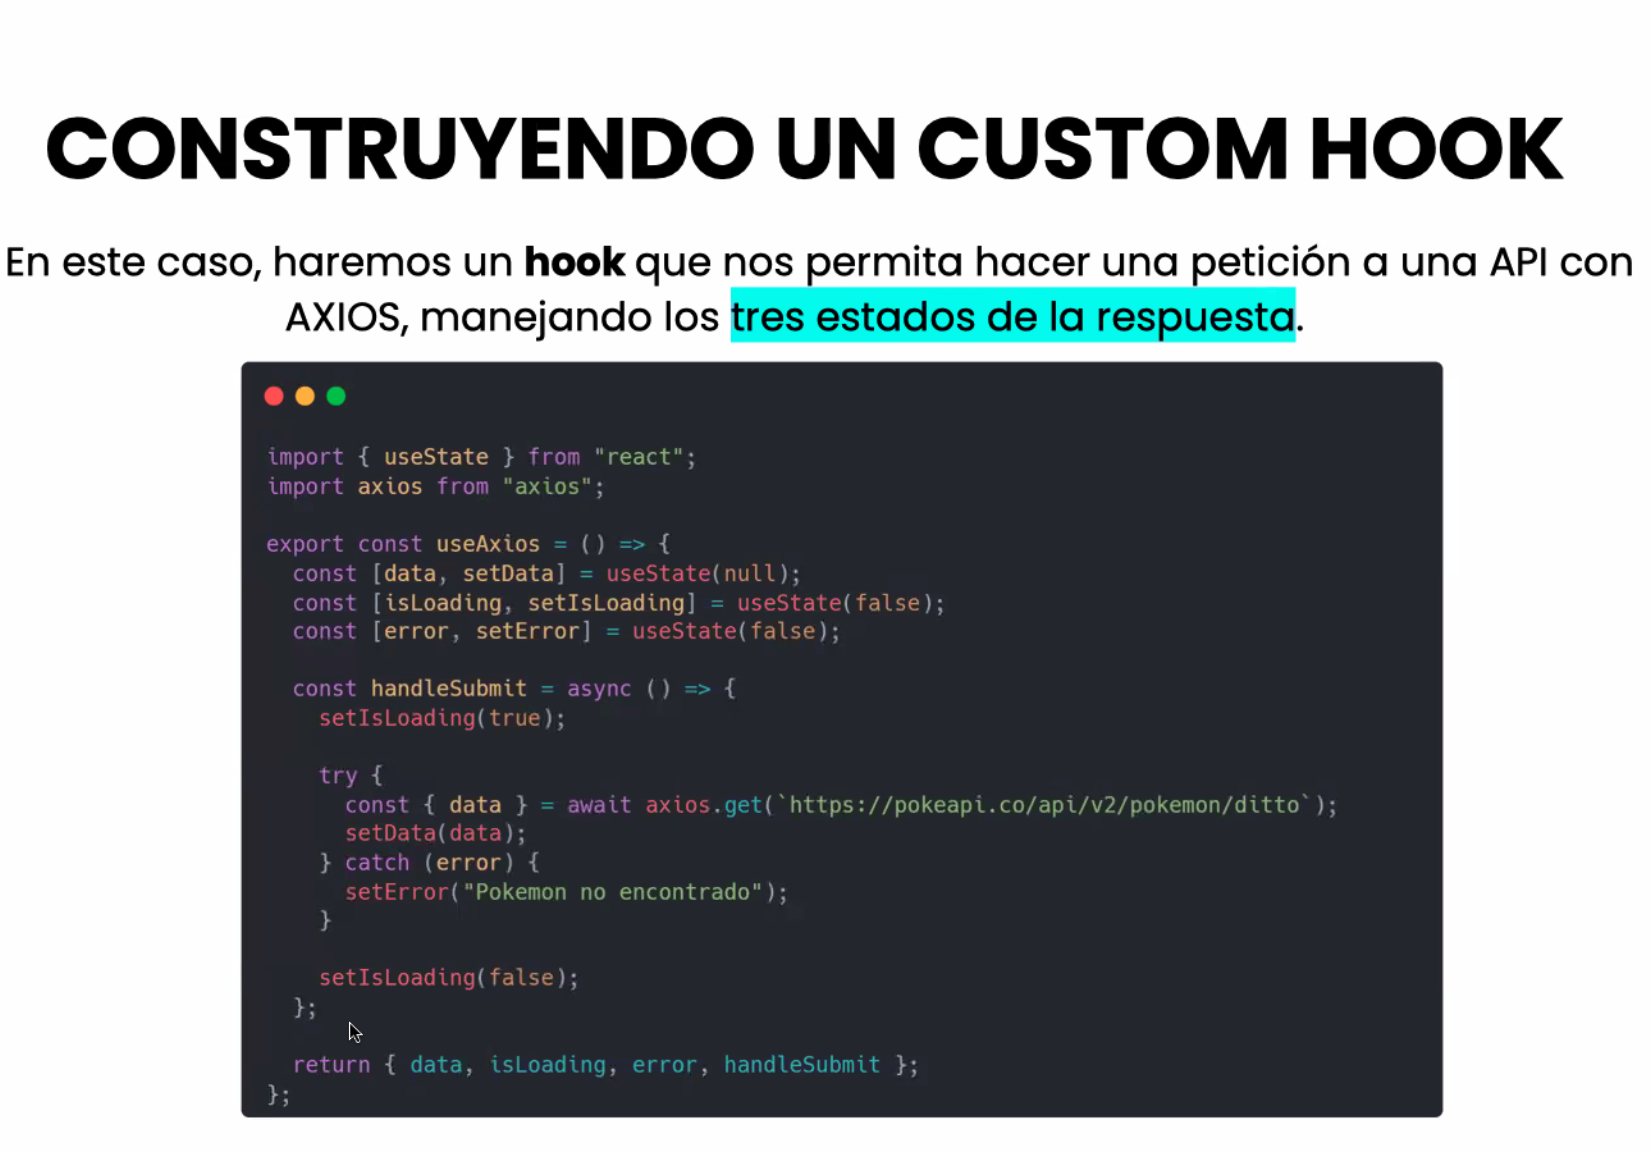 CONSTRUYENDO UN CUSTOM HOOK
En este caso, haremos un hook que nos permita hacer una petición a una API con
AXIOS, manejando los tres estados de la respuesta.
import { useState } from "react";
import axios from "axios";
export const useAxios = () => {
  const [data, setData] = useState(null);
  const [isLoading, setIsLoading] = useState(false);
  const [error, setError] = useState(false);
  const handleSubmit = async () => {
    setIsLoading(true);
    try {
      const { data } = await axios.get(`https://pokeapi.co/api/v2/pokemon/ditto`);
      setData(data);
    } catch (error) {
      setError("Pokemon no encontrado");
    }
    setIsLoading(false);
  };
  return { data, isLoading, error, handleSubmit };
};